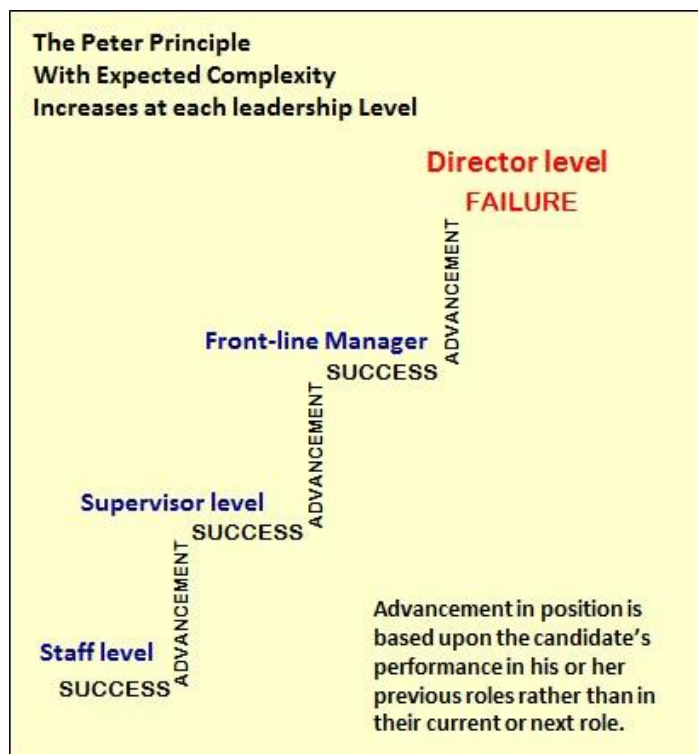 The Peter Principle
With Expected Complexity
Increases at each leadership Level
Director level
FAILURE
ADVANCEMENT
Front-line Manager
SUCCESS
ADVANCEMENT
Supervisor level
SUCCESS
ADVANCEMENT
Staff level
SUCCESS
Advancement in position is
based upon the candidate's
performance in his or her
previous roles rather than in
their current or next role.